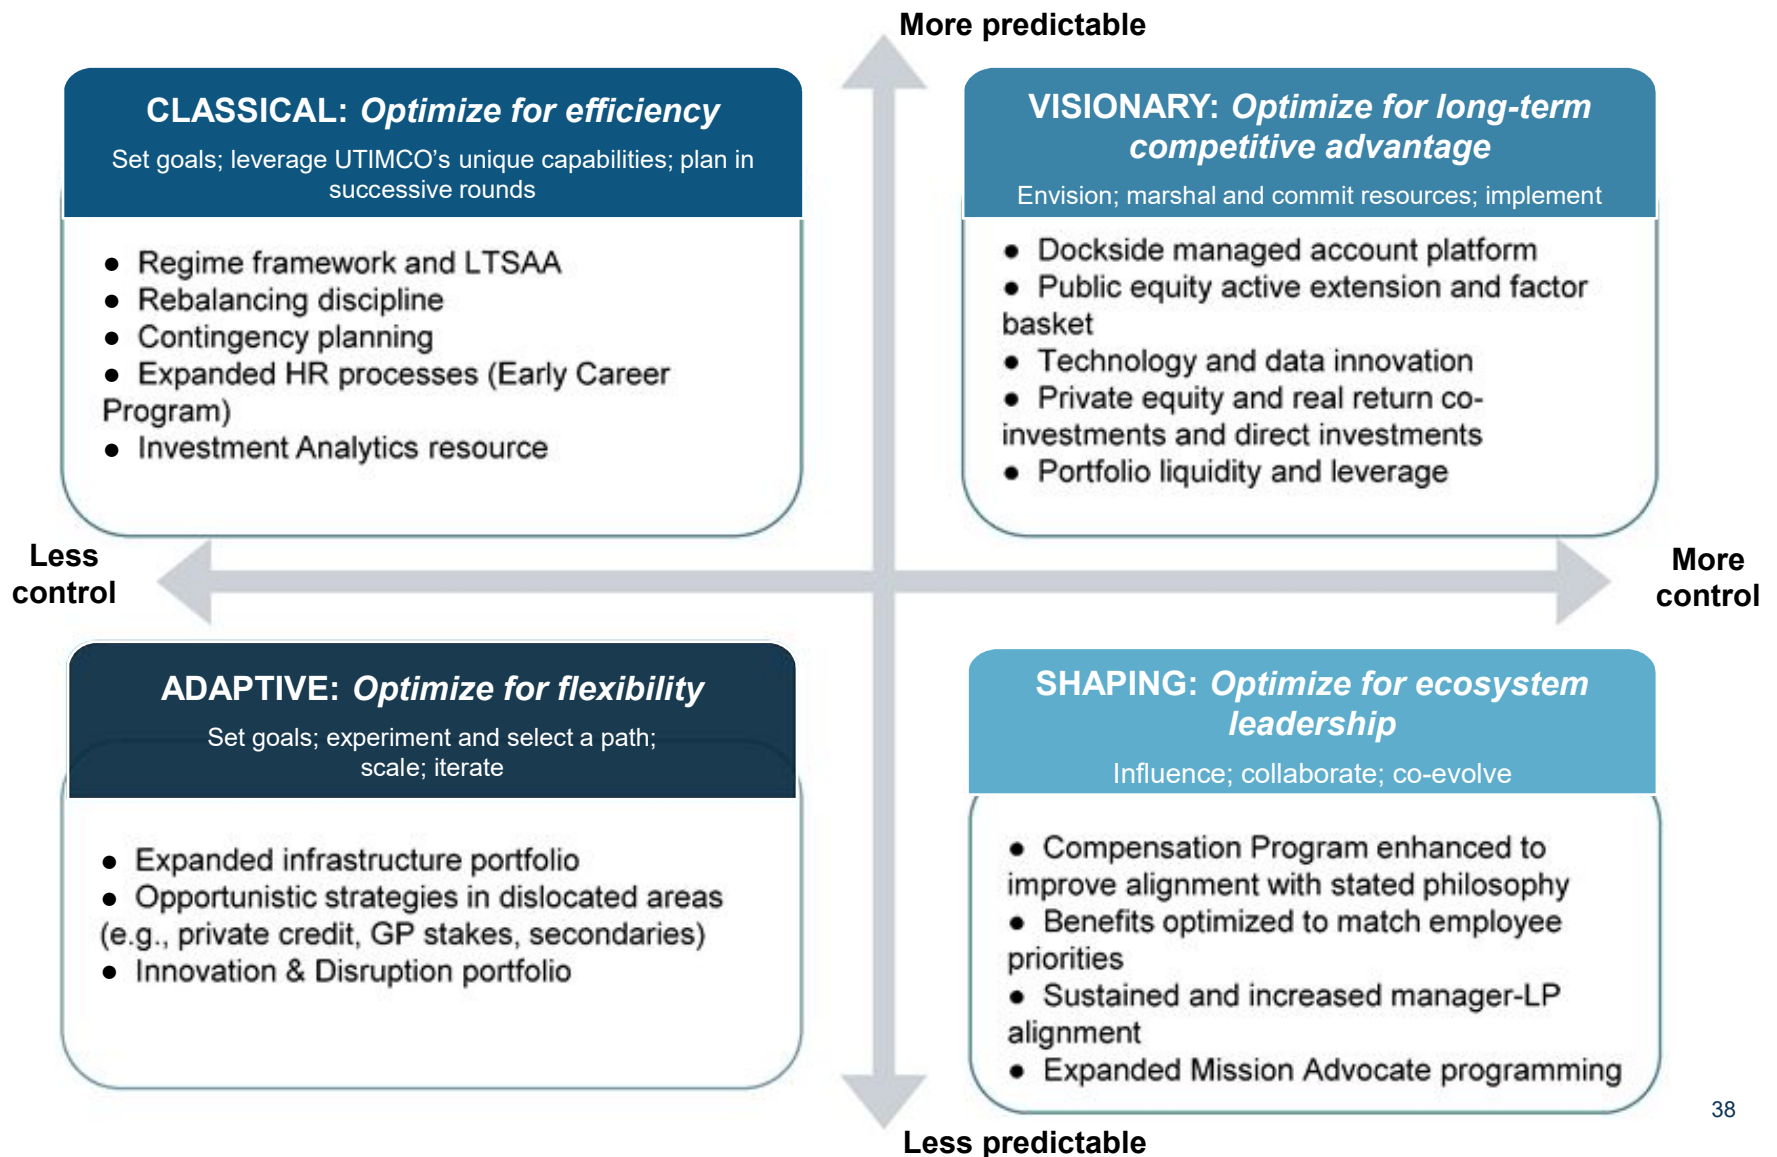 More predictable
CLASSICAL: Optimize for efficiency
Set goals; leverage UTIMCO’s unique capabilities; plan in
successive rounds
● Regime framework and LTSAA
● Rebalancing discipline
● Contingency planning
● Expanded HR processes (Early Career
Program)
● Investment Analytics resource
VISIONARY: Optimize for long-term
competitive advantage
Envision; marshal and commit resources; implement
● Dockside managed account platform
● Public equity active extension and factor
basket
● Technology and data innovation
● Private equity and real return co-
investments and direct investments
● Portfolio liquidity and leverage
Less
control
More
control
ADAPTIVE: Optimize for flexibility
Set goals; experiment and select a path;
scale; iterate
● Expanded infrastructure portfolio
● Opportunistic strategies in dislocated areas
(e.g., private credit, GP stakes, secondaries)
● Innovation & Disruption portfolio
SHAPING: Optimize for ecosystem
leadership
Influence; collaborate; co-evolve
● Compensation Program enhanced to
improve alignment with stated philosophy
● Benefits optimized to match employee
priorities
● Sustained and increased manager-LP
alignment
● Expanded Mission Advocate programming
38
Less predictable